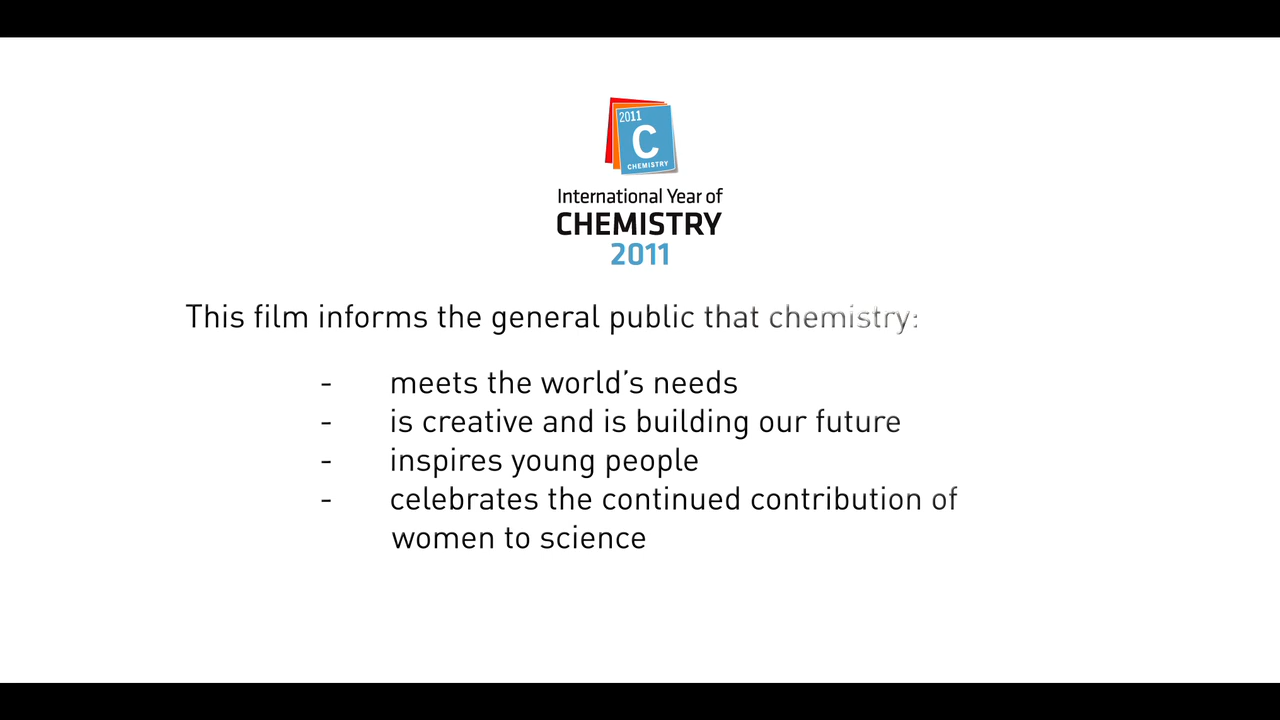 2011
C
CHEMISTRY
International Year of
CHEMISTRY
2011
This film informs the general public that chemistry:
- meets the world’s needs
- is creative and is building our future
- inspires young people
- celebrates the continued contribution of
women to science